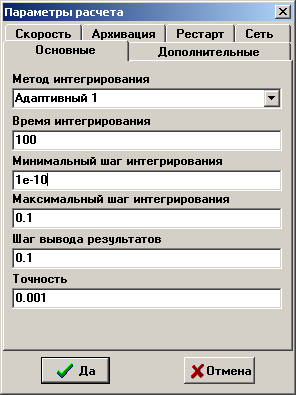 Параметры расчета
Скорость Архивация Рестарт Сеть
Основные Дополнительные
Метод интегрирования
Адаптивный 1
Время интегрирования
100
Минимальный шаг интегрирования
1e-10
Максимальный шаг интегрирования
0.1
Шаг вывода результатов
0.1
Точность
0.001
Да Отмена